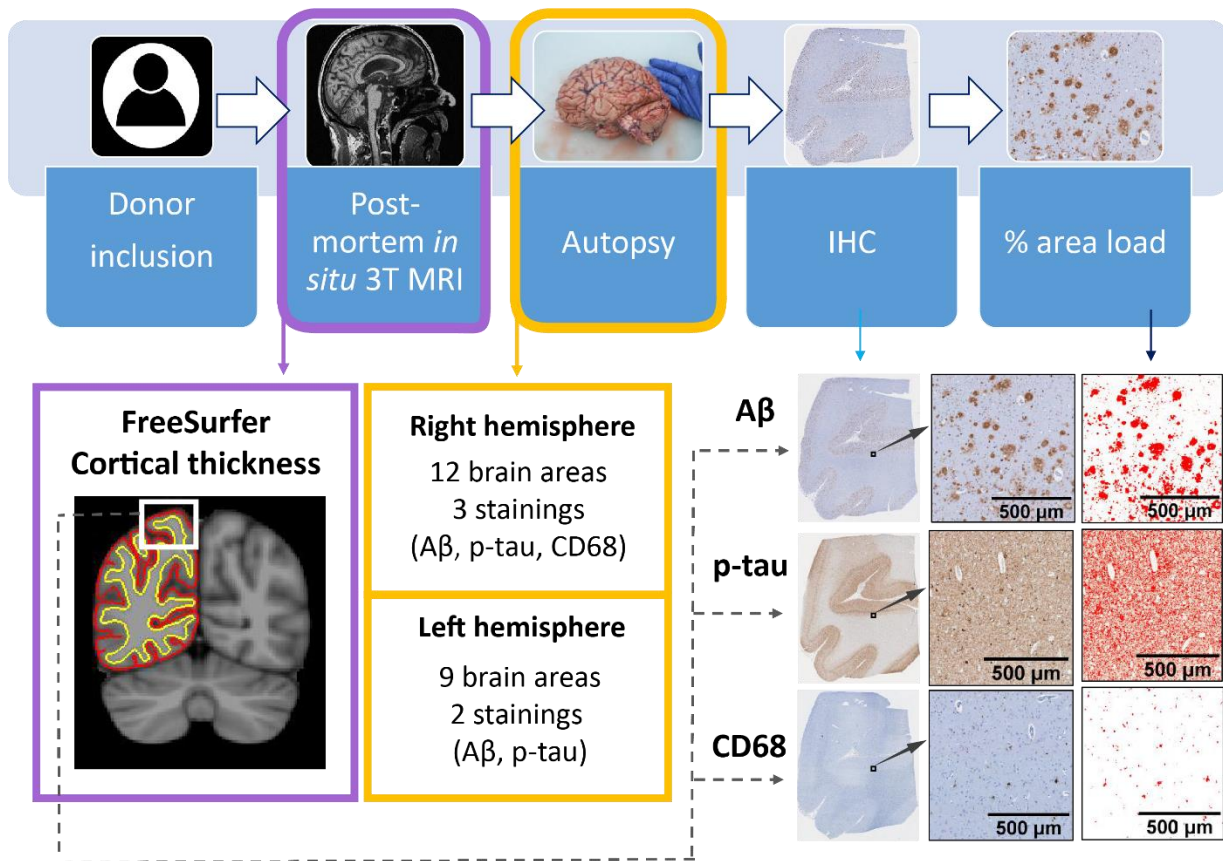 Donor
inclusion
Post-
mortem in
situ 3T MRI
Autopsy
IHC
% area load
FreeSurfer
Cortical thickness
Right hemisphere
12 brain areas
3 stainings
(Aβ, p-tau, CD68)
Left hemisphere
9 brain areas
2 stainings
(Aβ, p-tau)
Aβ
500 µm
500 µm
p-tau
500 µm
500 µm
CD68
500 µm
500 µm